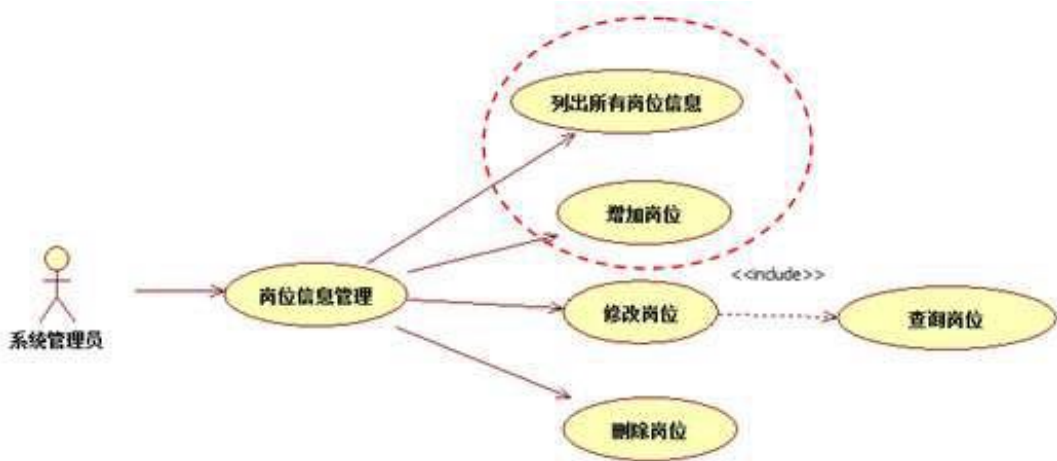 列出所有岗位信息
增加岗位
<<include>>
岗位信息管理
修改岗位
查询岗位
系统管理员
删除岗位